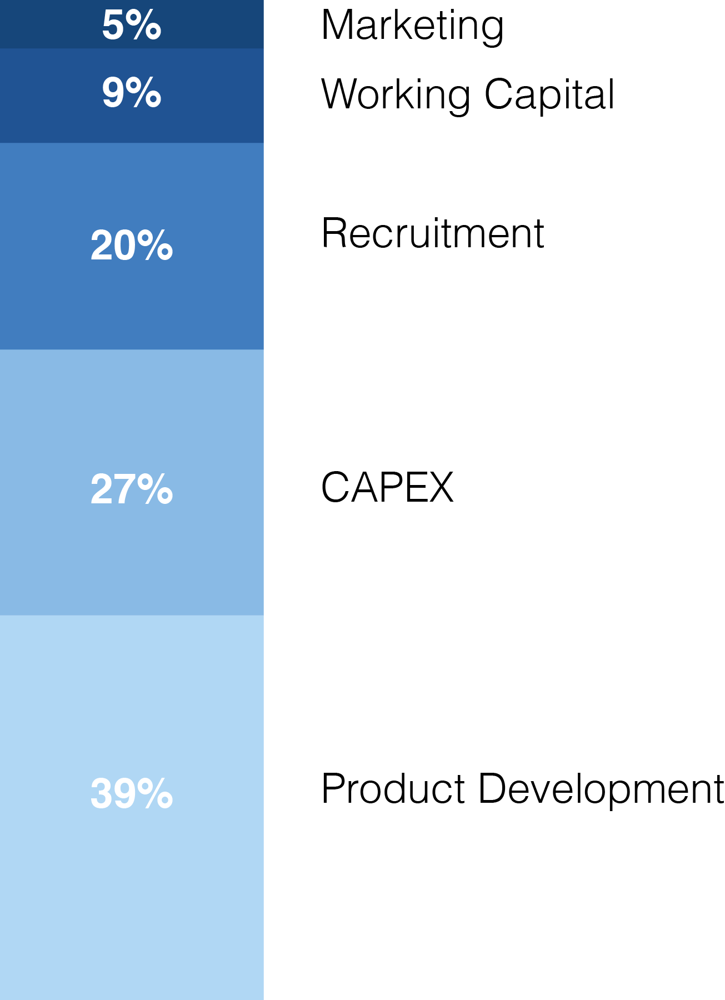 5% Marketing
9% Working Capital
20% Recruitment
27% CAPEX
39% Product Development